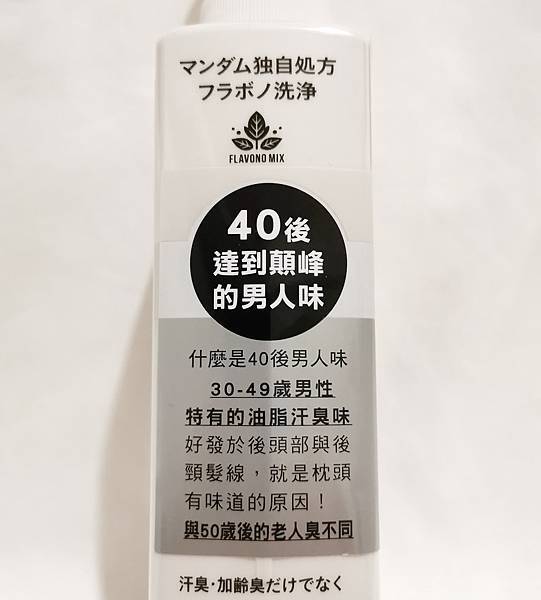 マンダム独自処方
フラボノ洗浄
FLAVONO MIX
40後
達到顛峰
的男人味
什麼是40後男人味
30-49歲男性
特有的油脂汗臭味
好發於後頭部與後
頸髮線，就是枕頭
有味道的原因！
與50歲後的老人臭不同
汗臭・加齢臭だけでなく